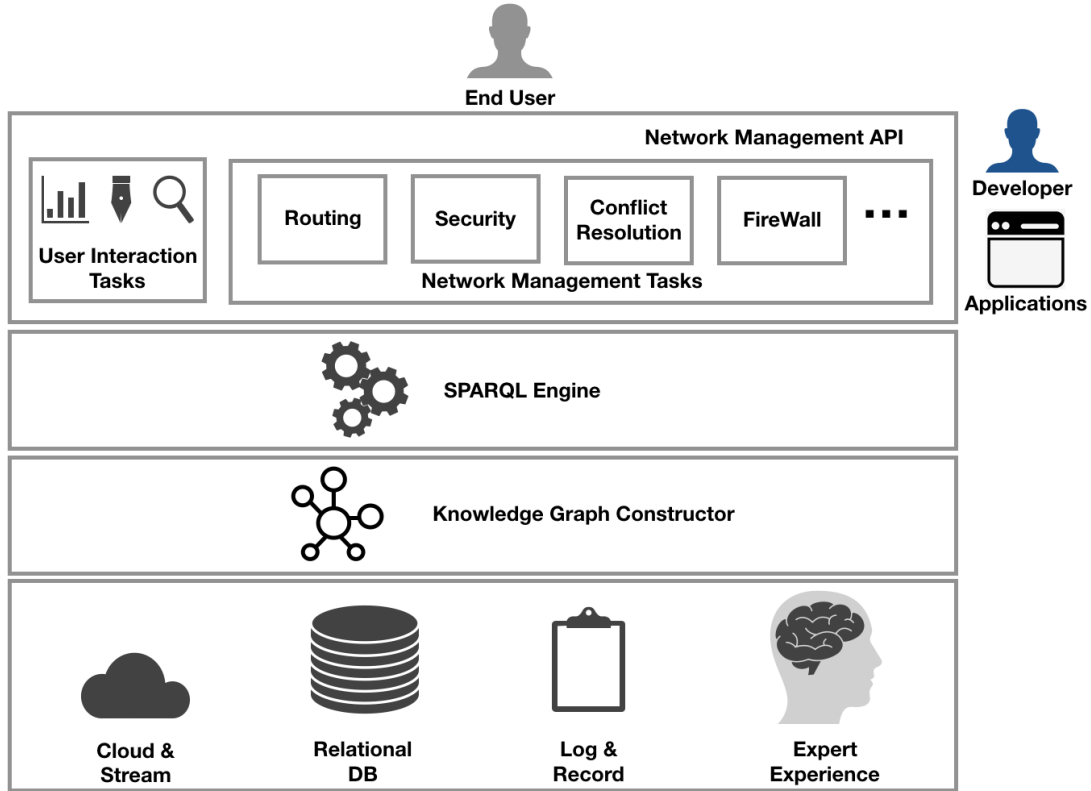 End User
Network Management API
Developer
Applications
User Interaction
Tasks
Routing
Security
Conflict
Resolution
FireWall
...
Network Management Tasks
SPARQL Engine
Knowledge Graph Constructor
Cloud &
Stream
Relational
DB
Log &
Record
Expert
Experience